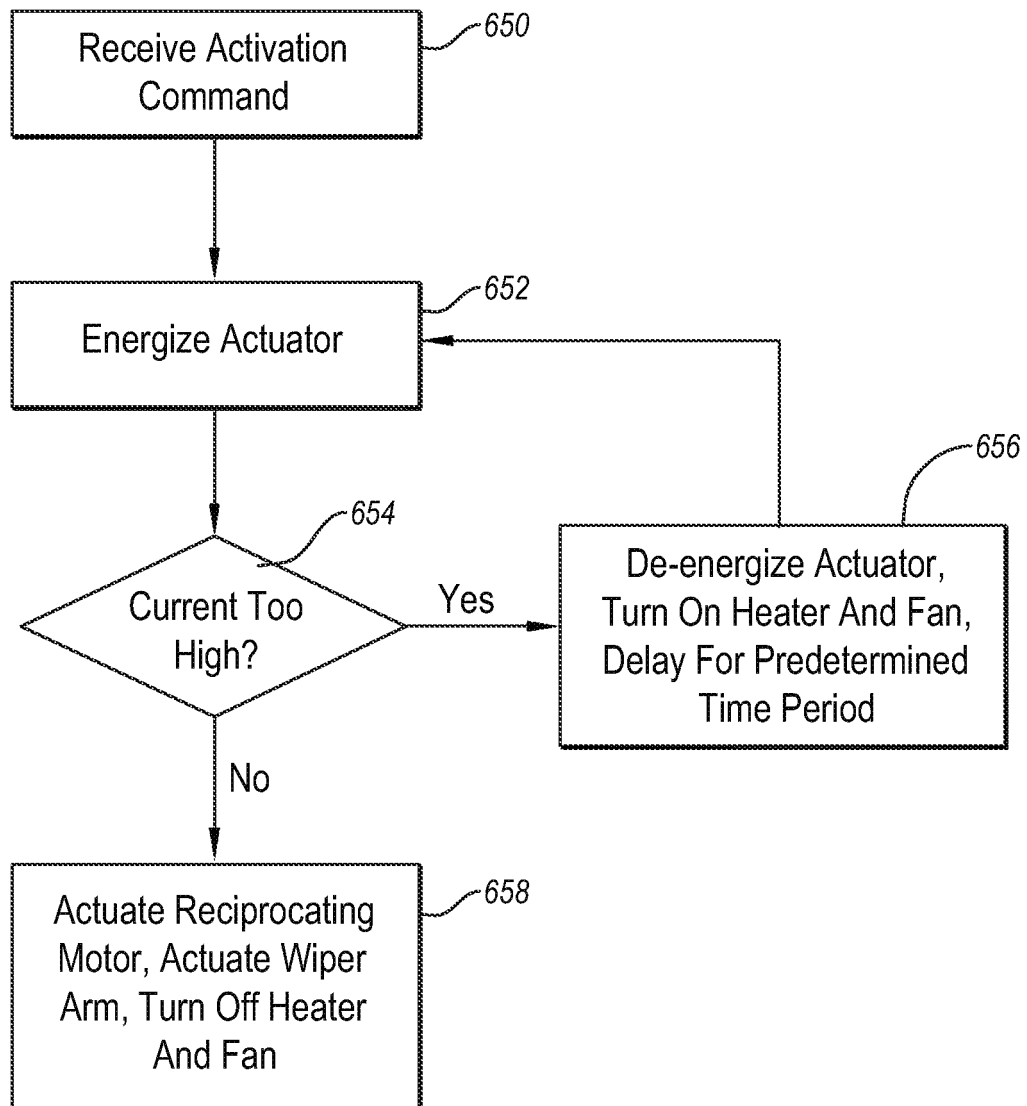 Receive Activation
Command
650
Energize Actuator
652
656
654
Current Too
High?
Yes
De-energize Actuator,
Turn On Heater And Fan,
Delay For Predetermined
Time Period
No
Actuate Reciprocating
Motor, Actuate Wiper
Arm, Turn Off Heater
And Fan
658